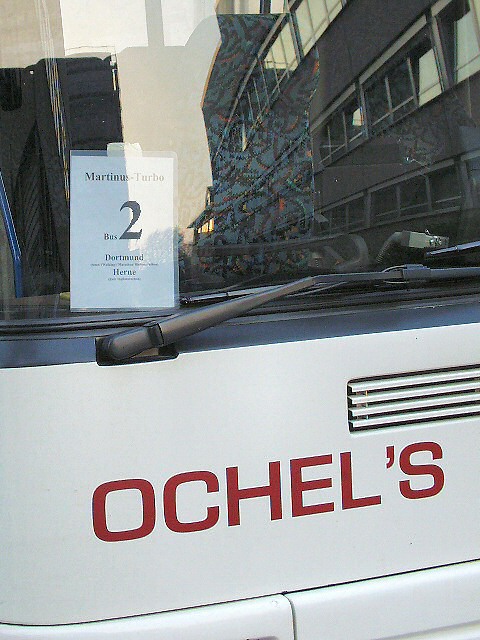 Martinus-Turbo
Bus 2
Dortmund
Herne
OCHEL'S